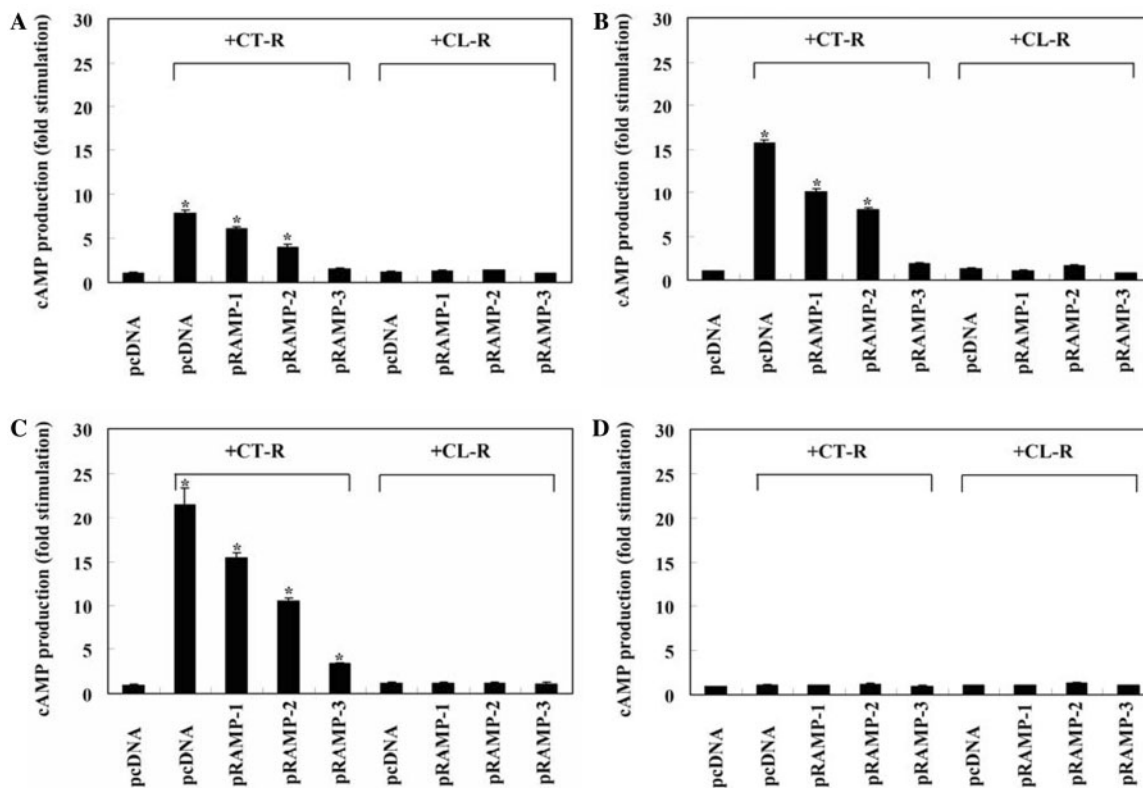 A
cAMP production (fold stimulation)
30
25
20
15
10
5
0
+CT-R
+CL-R
*
*
*
pcDNA
pcDNA
pRAMP-1
pRAMP-2
pRAMP-3
pcDNA
pRAMP-1
pRAMP-2
pRAMP-3
B
cAMP production (fold stimulation)
30
25
20
15
10
5
0
+CT-R
+CL-R
*
*
*
pcDNA
pcDNA
pRAMP-1
pRAMP-2
pRAMP-3
pcDNA
pRAMP-1
pRAMP-2
pRAMP-3
C
cAMP production (fold stimulation)
30
25
20
15
10
5
0
+CT-R
+CL-R
*
*
*
*
pcDNA
pcDNA
pRAMP-1
pRAMP-2
pRAMP-3
pcDNA
pRAMP-1
pRAMP-2
pRAMP-3
D
cAMP production (fold stimulation)
30
25
20
15
10
5
0
+CT-R
+CL-R
pcDNA
pcDNA
pRAMP-1
pRAMP-2
pRAMP-3
pcDNA
pRAMP-1
pRAMP-2
pRAMP-3